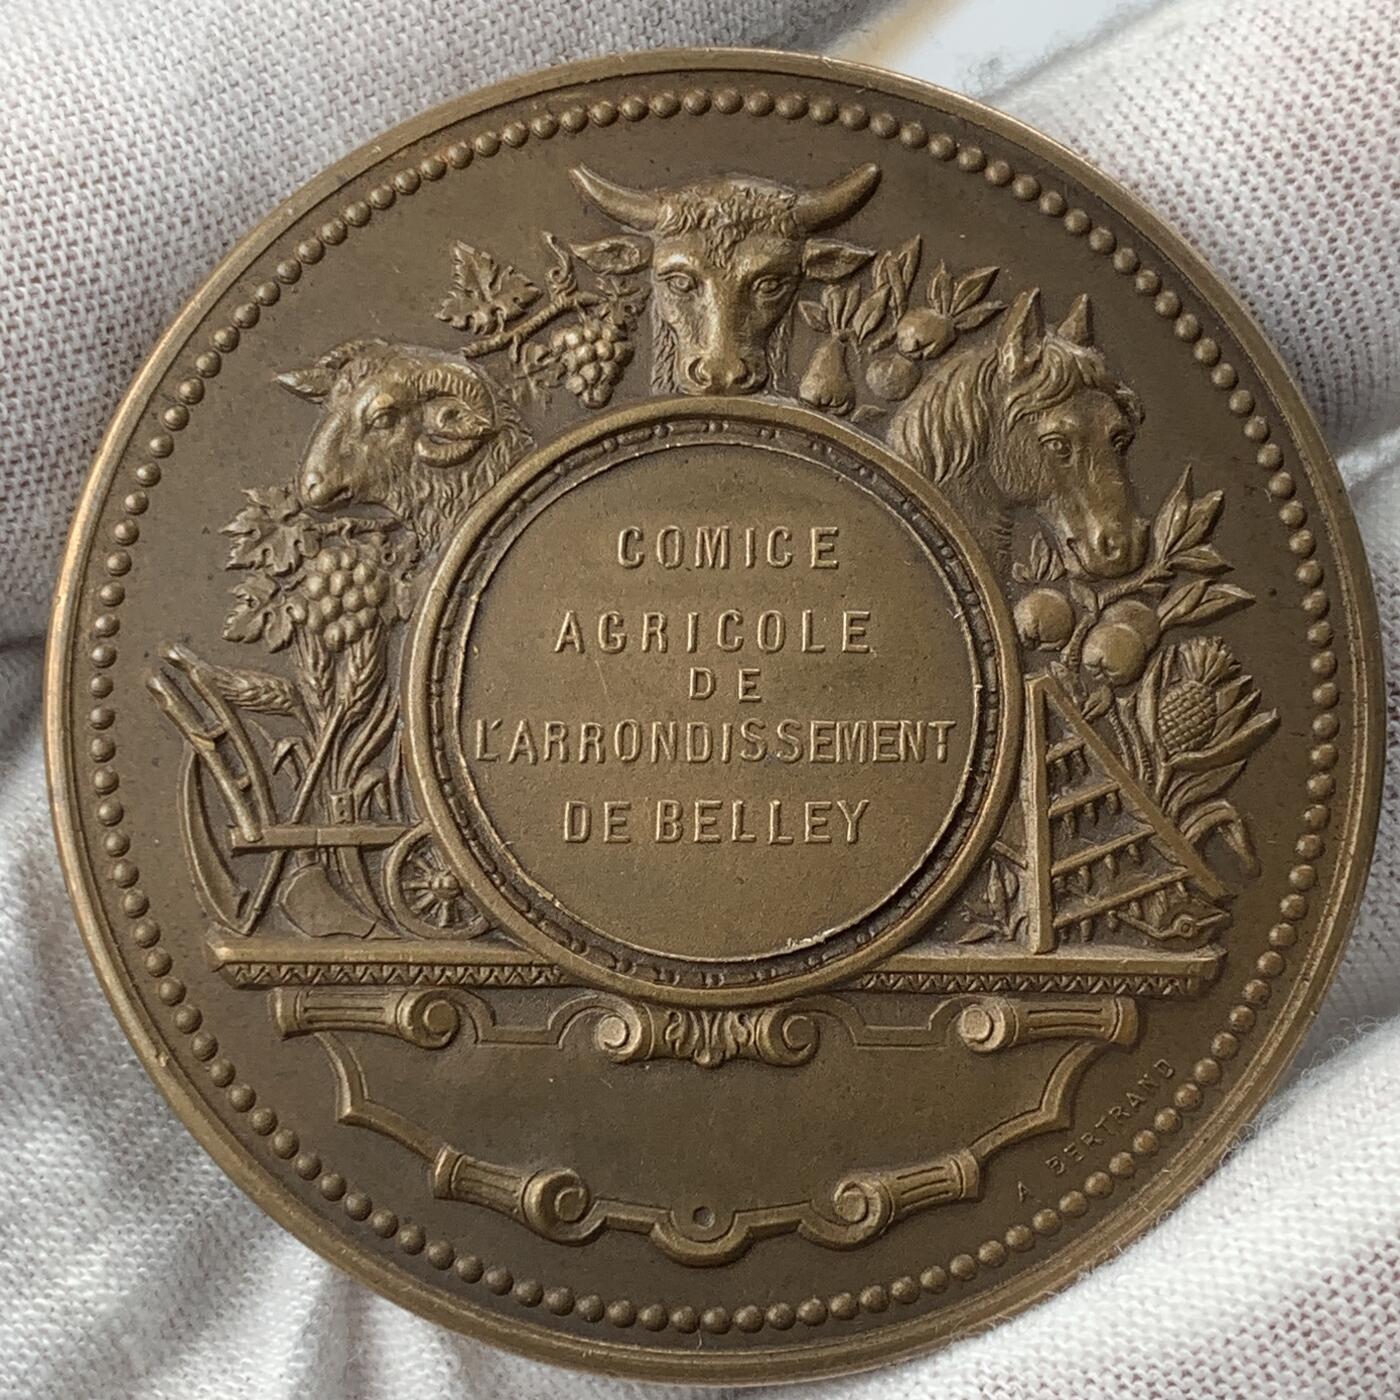 COMICE
AGRICOLE
DE
L'ARRONDISSEMENT
DE BELLEY
A BERTRAND